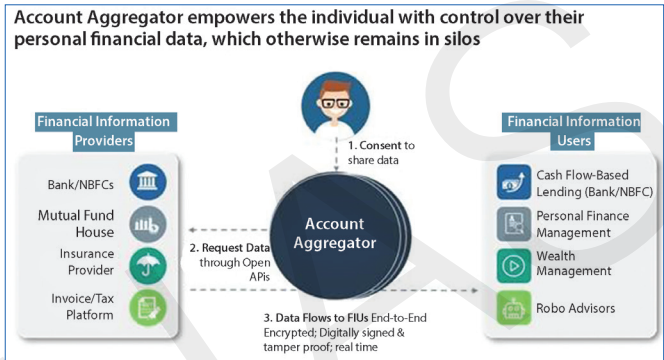 Account Aggregator empowers the individual with control over their
personal financial data, which otherwise remains in silos
Financial Information
Providers
Bank/NBFCs
Mutual Fund
House
Insurance
Provider
Invoice/Tax
Platform
1. Consent to
share data
Account
Aggregator
2. Request Data
through Open
APIs
3. Data Flows to FIUs End-to-End
Encrypted; Digitally signed &
tamper proof; real time
Financial Information
Users
Cash Flow-Based
Lending (Bank/NBFC)
Personal Finance
Management
Wealth
Management
Robo Advisors